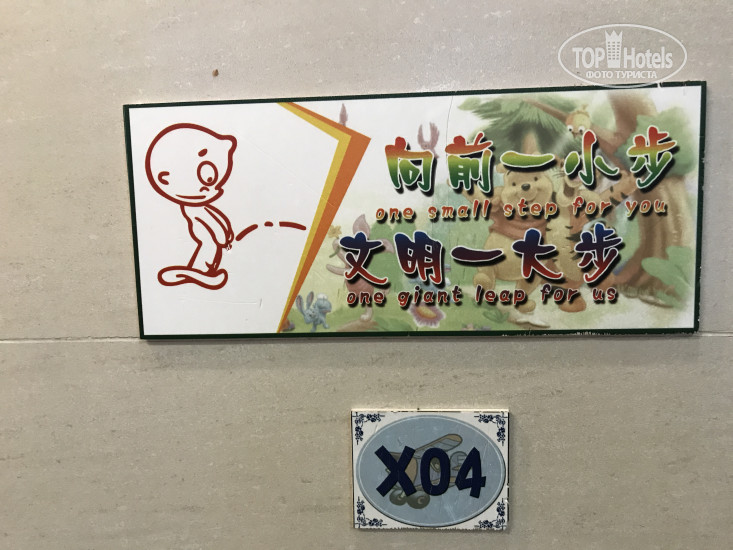 TOP Hotels
ФОТО ТУРИСТА
向前一小步
one small step for you
文明一大步
one giant leap for us
X04